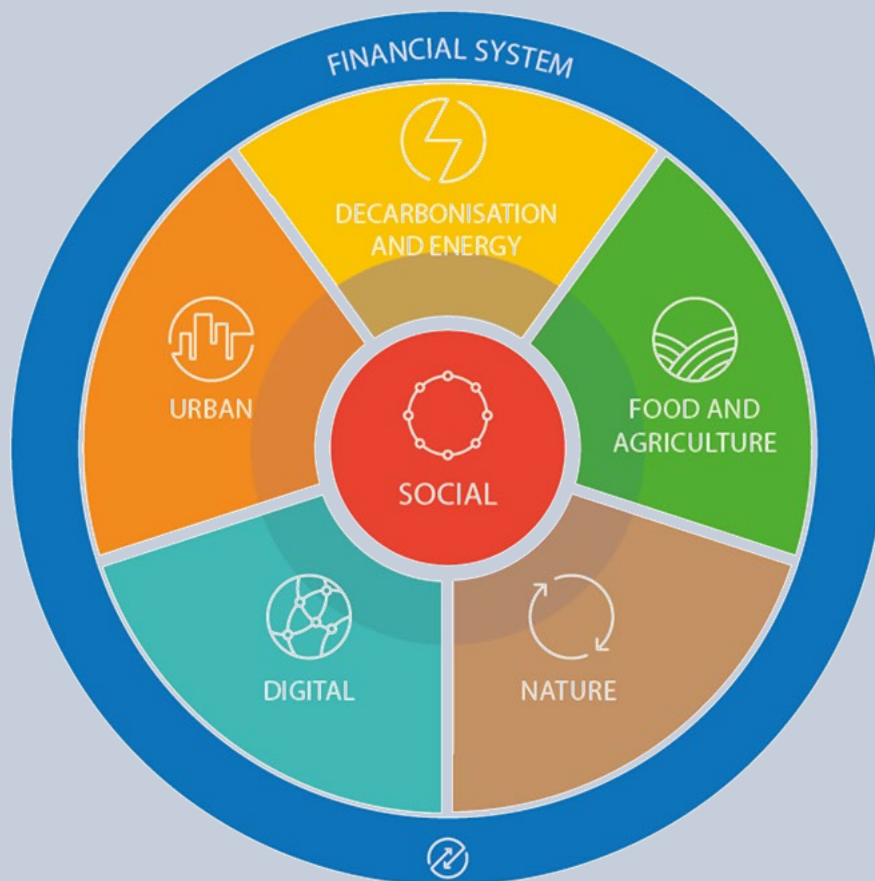 FINANCIAL SYSTEM
DECARBONISATION
AND ENERGY
URBAN
FOOD AND
AGRICULTURE
SOCIAL
DIGITAL
NATURE